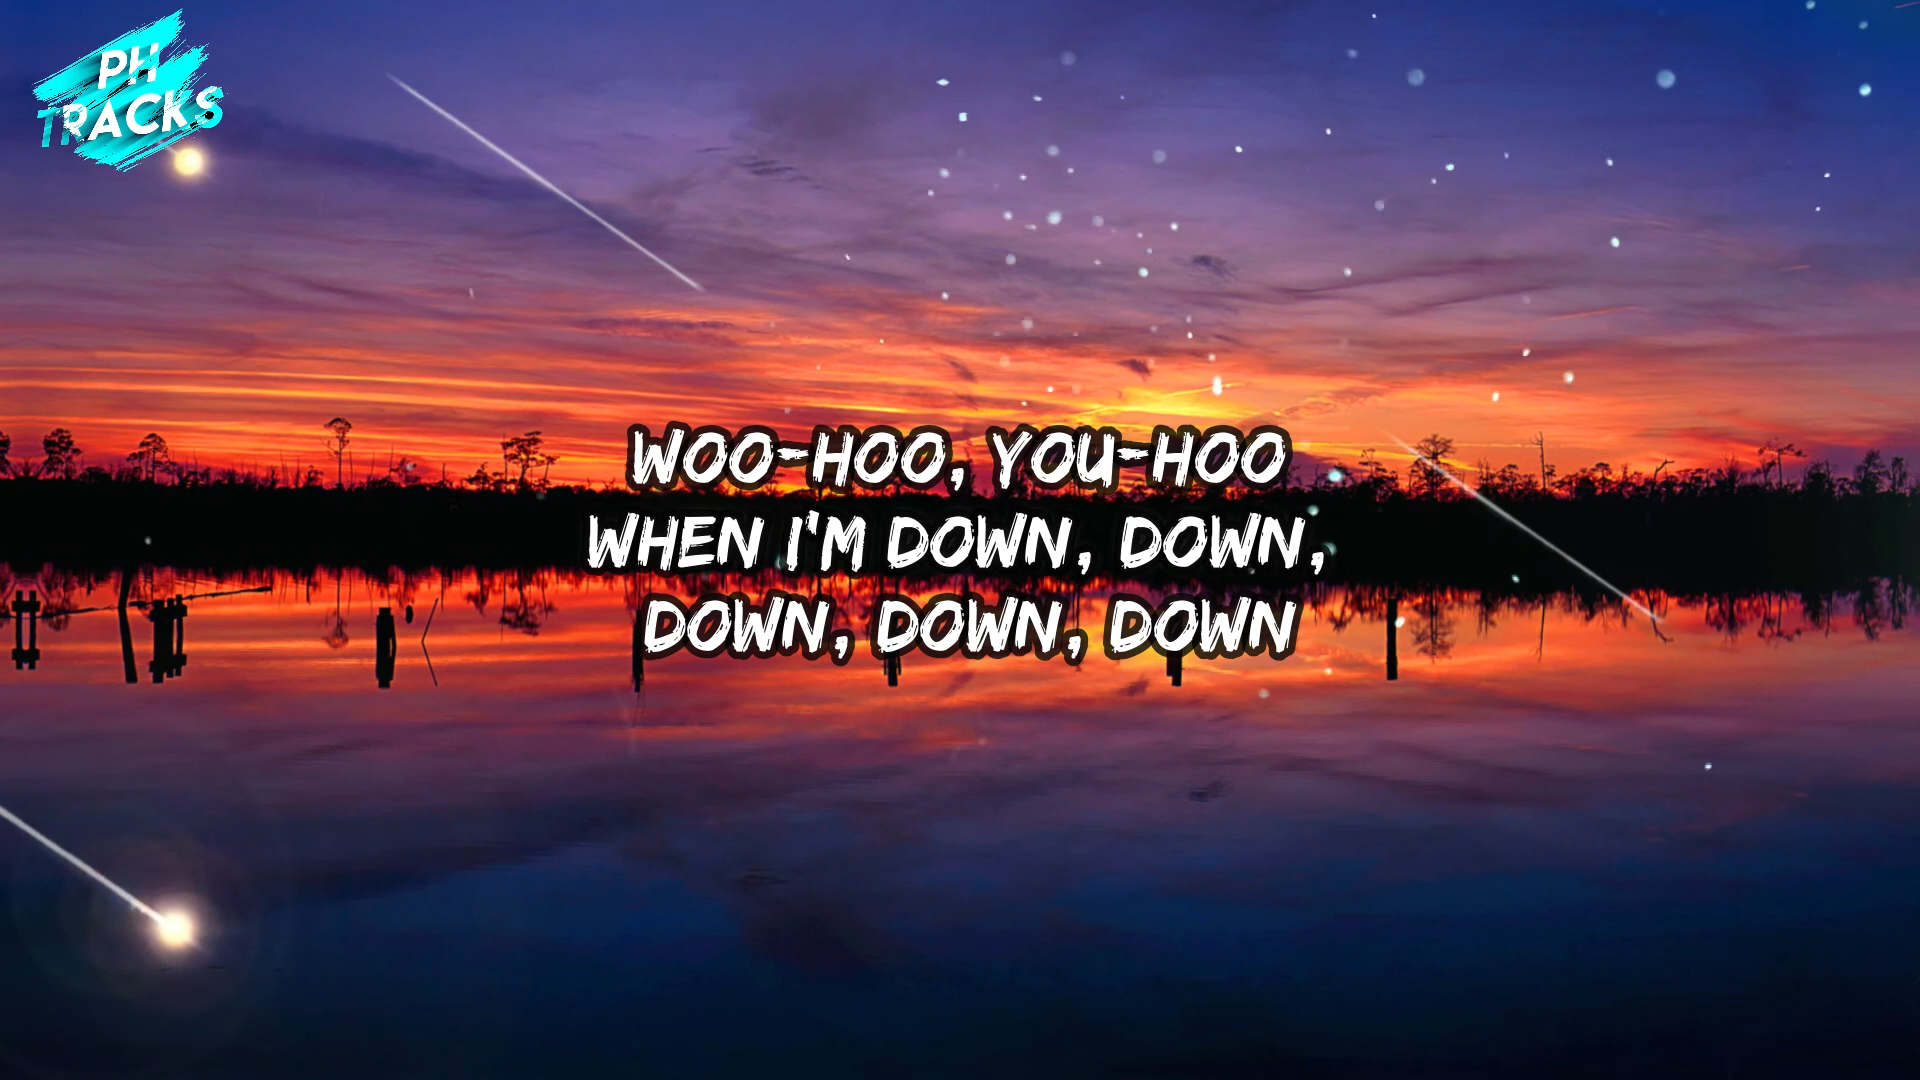 PH
TRACKS
WOO-HOO, YOU-HOO
WHEN I'M DOWN, DOWN,
DOWN, DOWN, DOWN